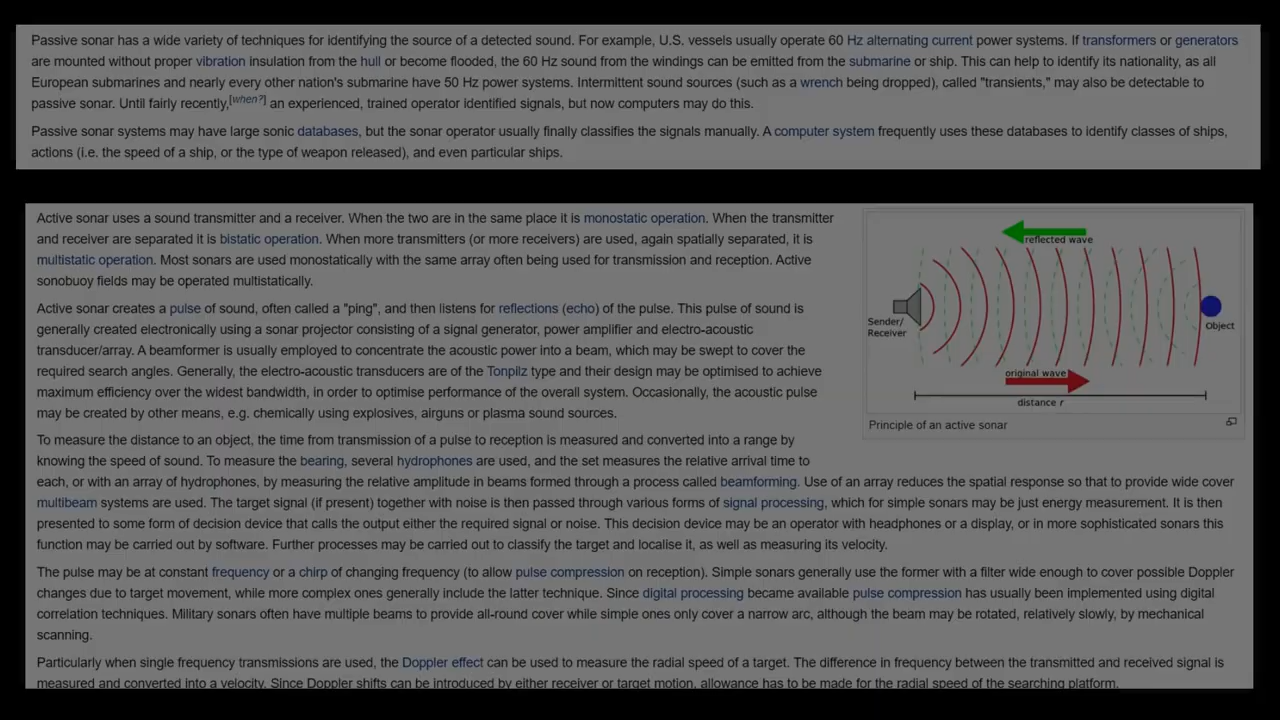 Passive sonar has a wide variety of techniques for identifying the source of a detected sound. For example, U.S. vessels usually operate 60 Hz alternating current power systems. If transformers or generators
are mounted without proper vibration insulation from the hull or become flooded, the 60 Hz sound from the windings can be emitted from the submarine or ship. This can help to identify its nationality, as all
European submarines and nearly every other nation's submarine have 50 Hz power systems. Intermittent sound sources (such as a wrench being dropped), called "transients," may also be detectable to
passive sonar. Until fairly recently,[when?] an experienced, trained operator identified signals, but now computers may do this.
Passive sonar systems may have large sonic databases, but the sonar operator usually finally classifies the signals manually. A computer system frequently uses these databases to identify classes of ships,
actions (i.e. the speed of a ship, or the type of weapon released), and even particular ships.
Active sonar uses a sound transmitter and a receiver. When the two are in the same place it is monostatic operation. When the transmitter
and receiver are separated it is bistatic operation. When more transmitters (or more receivers) are used, again spatially separated, it is
multistatic operation. Most sonars are used monostatically with the same array often being used for transmission and reception. Active
sonobuoy fields may be operated multistatically.
Active sonar creates a pulse of sound, often called a "ping", and then listens for reflections (echo) of the pulse. This pulse of sound is
generally created electronically using a sonar projector consisting of a signal generator, power amplifier and electro-acoustic
transducer/array. A beamformer is usually employed to concentrate the acoustic power into a beam, which may be swept to cover the
required search angles. Generally, the electro-acoustic transducers are of the Tonpilz type and their design may be optimised to achieve
maximum efficiency over the widest bandwidth, in order to optimise performance of the overall system. Occasionally, the acoustic pulse
may be created by other means, e.g. chemically using explosives, airguns or plasma sound sources.
reflected wave
Sender/
Receiver
Object
original wave
distance r
Principle of an active sonar
To measure the distance to an object, the time from transmission of a pulse to reception is measured and converted into a range by
knowing the speed of sound. To measure the bearing, several hydrophones are used, and the set measures the relative arrival time to
each, or with an array of hydrophones, by measuring the relative amplitude in beams formed through a process called beamforming. Use of an array reduces the spatial response so that to provide wide cover
multibeam systems are used. The target signal (if present) together with noise is then passed through various forms of signal processing, which for simple sonars may be just energy measurement. It is then
presented to some form of decision device that calls the output either the required signal or noise. This decision device may be an operator with headphones or a display, or in more sophisticated sonars this
function may be carried out by software. Further processes may be carried out to classify the target and localise it, as well as measuring its velocity.
The pulse may be at constant frequency or a chirp of changing frequency (to allow pulse compression on reception). Simple sonars generally use the former with a filter wide enough to cover possible Doppler
changes due to target movement, while more complex ones generally include the latter technique. Since digital processing became available pulse compression has usually been implemented using digital
correlation techniques. Military sonars often have multiple beams to provide all-round cover while simple ones only cover a narrow arc, although the beam may be rotated, relatively slowly, by mechanical
scanning.
Particularly when single frequency transmissions are used, the Doppler effect can be used to measure the radial speed of a target. The difference in frequency between the transmitted and received signal is
measured and converted into a velocity. Since Doppler shifts can be introduced by either receiver or target motion, allowance has to be made for the radial speed of the searching platform.